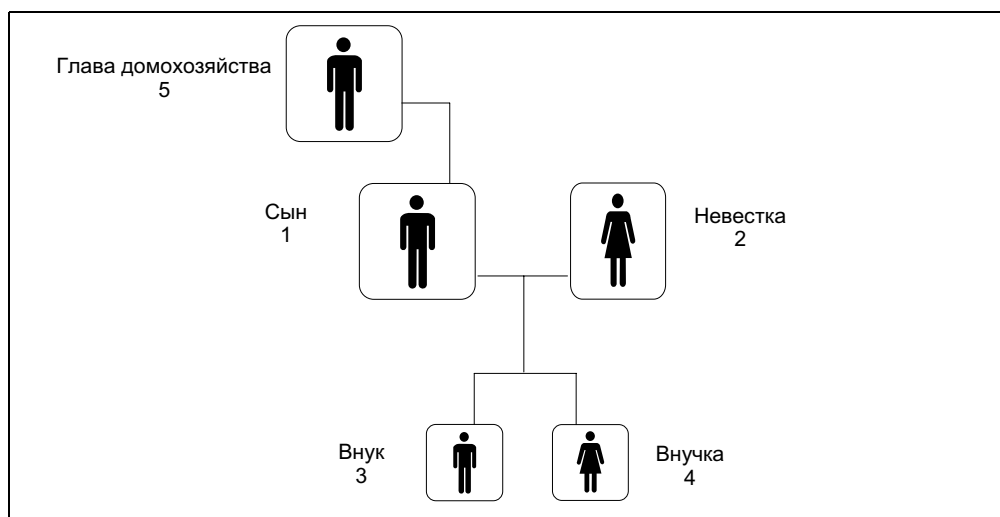 Глава домохозяйства
5
Сын
1
Невестка
2
Внук
3
Внучка
4